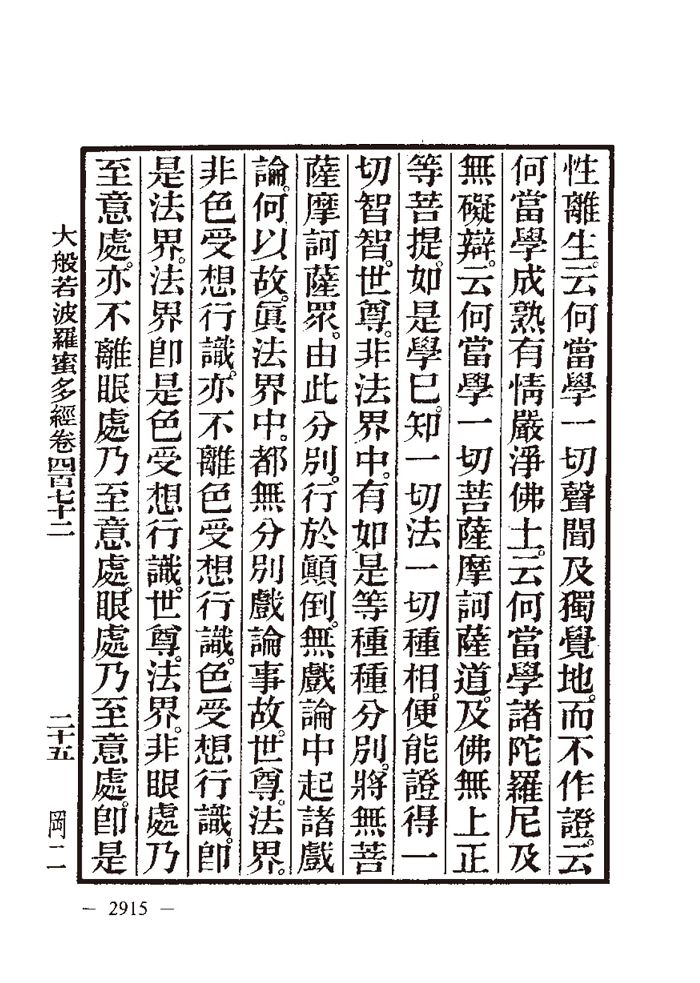 性離生。云何當學一切聲聞及獨覺地。而不作證。云
何當學成熟有情嚴淨佛土。云何當學諸陀羅尼及
無礙辯。云何當學一切菩薩摩訶薩道。及佛無上正
等菩提。如是學已。知一切法一切種相。便能證得一
切智智。世尊。非法界中。有如是等種種分別。將無菩
薩摩訶薩眾。由此分別。行於顛倒。無戲論中起諸戲
論。何以故。眞法界中。都無分別戲論事故。世尊。法界。
非色受想行識。亦不離色受想行識。色受想行識。卽
是法界。法界卽是色受想行識。世尊。法界。非眼處乃
至意處。亦不離眼處乃至意處。眼處乃至意處。卽是
大般若波羅蜜多經卷四百七十二 二十五 岡二
— 2915 —